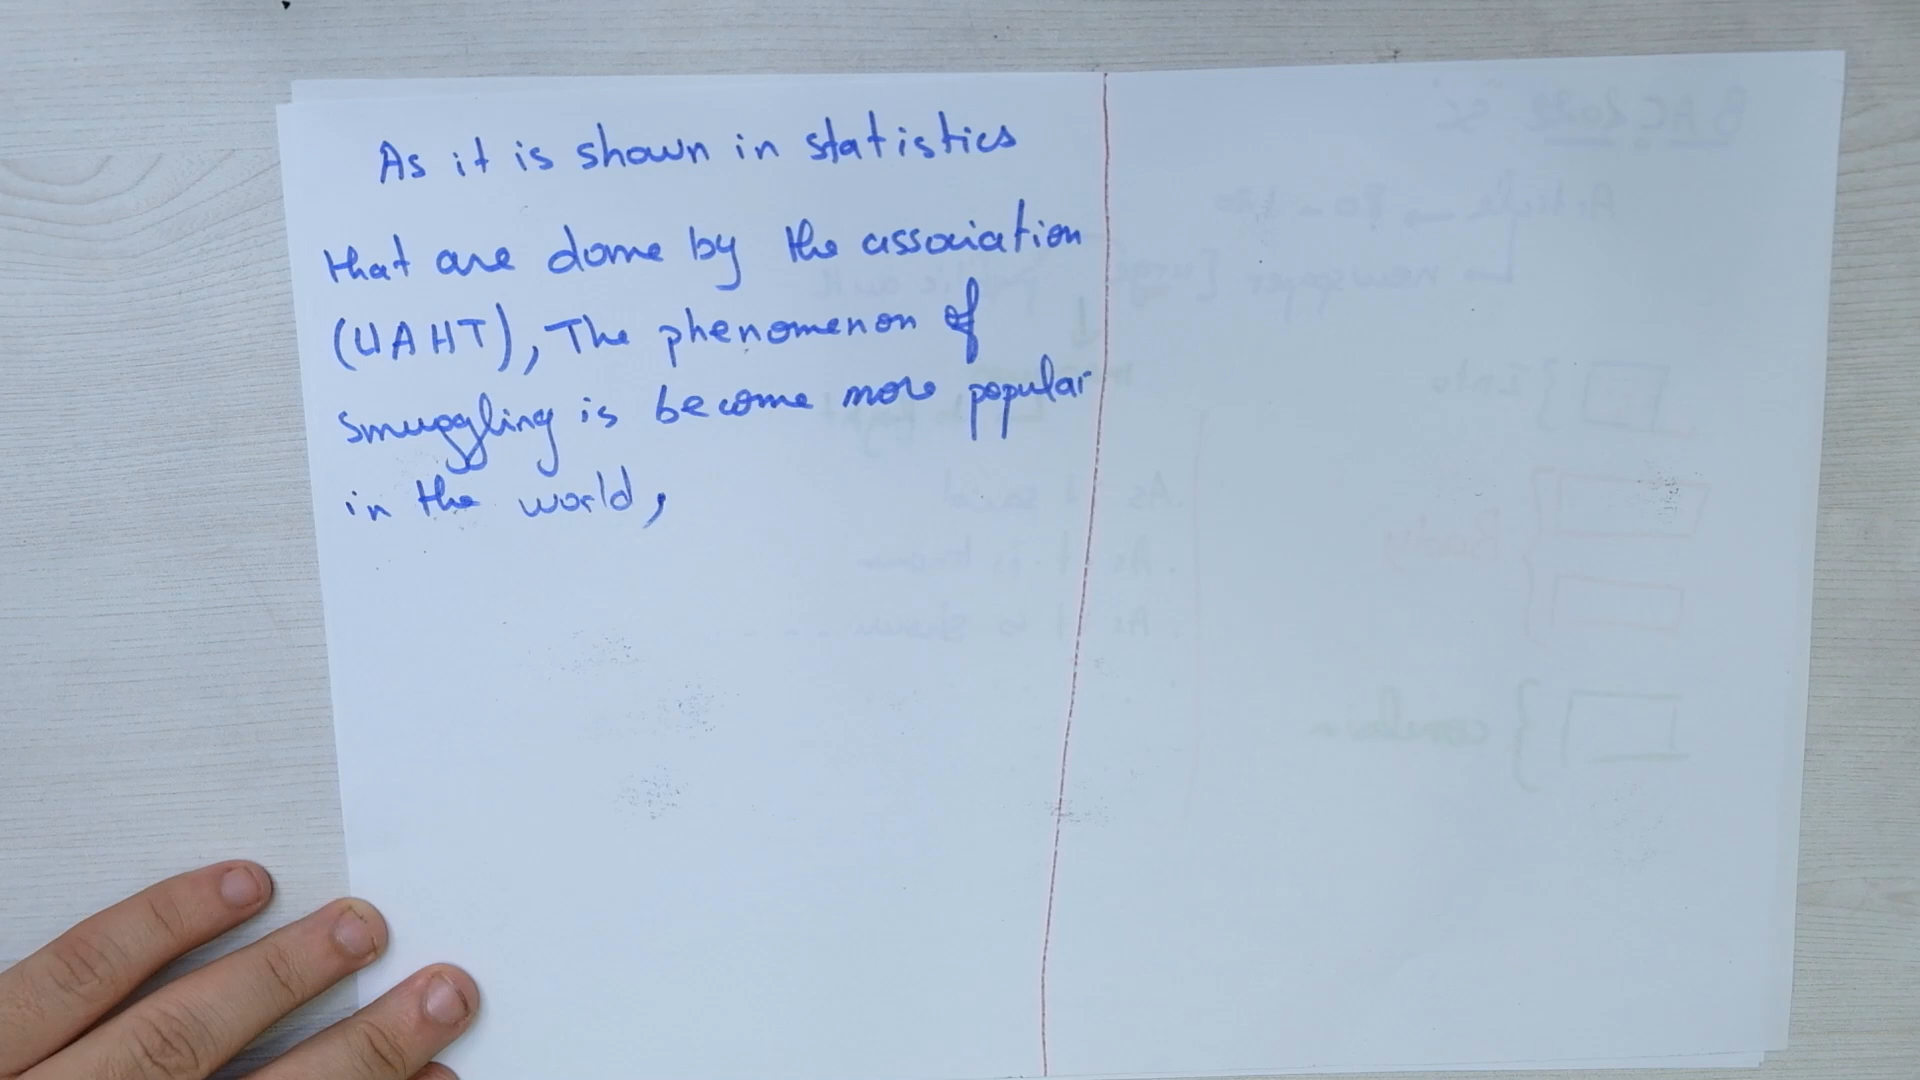 As it is shown in statistics
that are done by the association
(UAHT), The phenomenon of
smuggling is become more popular
in the world,